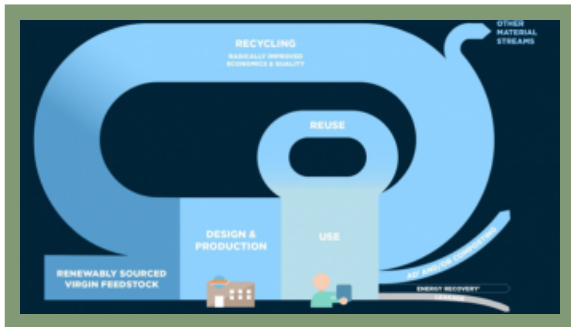 OTHER
MATERIAL
STREAMS
RECYCLING
RADICALLY IMPROVED
ECONOMICS & QUALITY
REUSE
DESIGN &
PRODUCTION
USE
RENEWABLY SOURCED
VIRGIN FEEDSTOCK
AD AND/OR COMPOSTING
ENERGY RECOVERY*
LEAKAGE